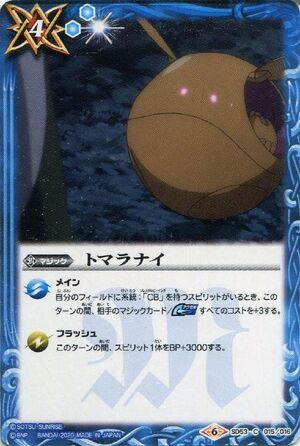 4
マジック トマラナイ
メイン
自分のフィールドに系統:「CB」を持つスピリットがいるとき、この
ターンの間、相手のマジックカード すべてのコストを+3する。
フラッシュ
このターンの間、スピリット1体をBP+3000する。
©SOTSU・SUNRISE
©BNP BANDAI 2020 MADE IN JAPAN
6 SD53 C 015/016